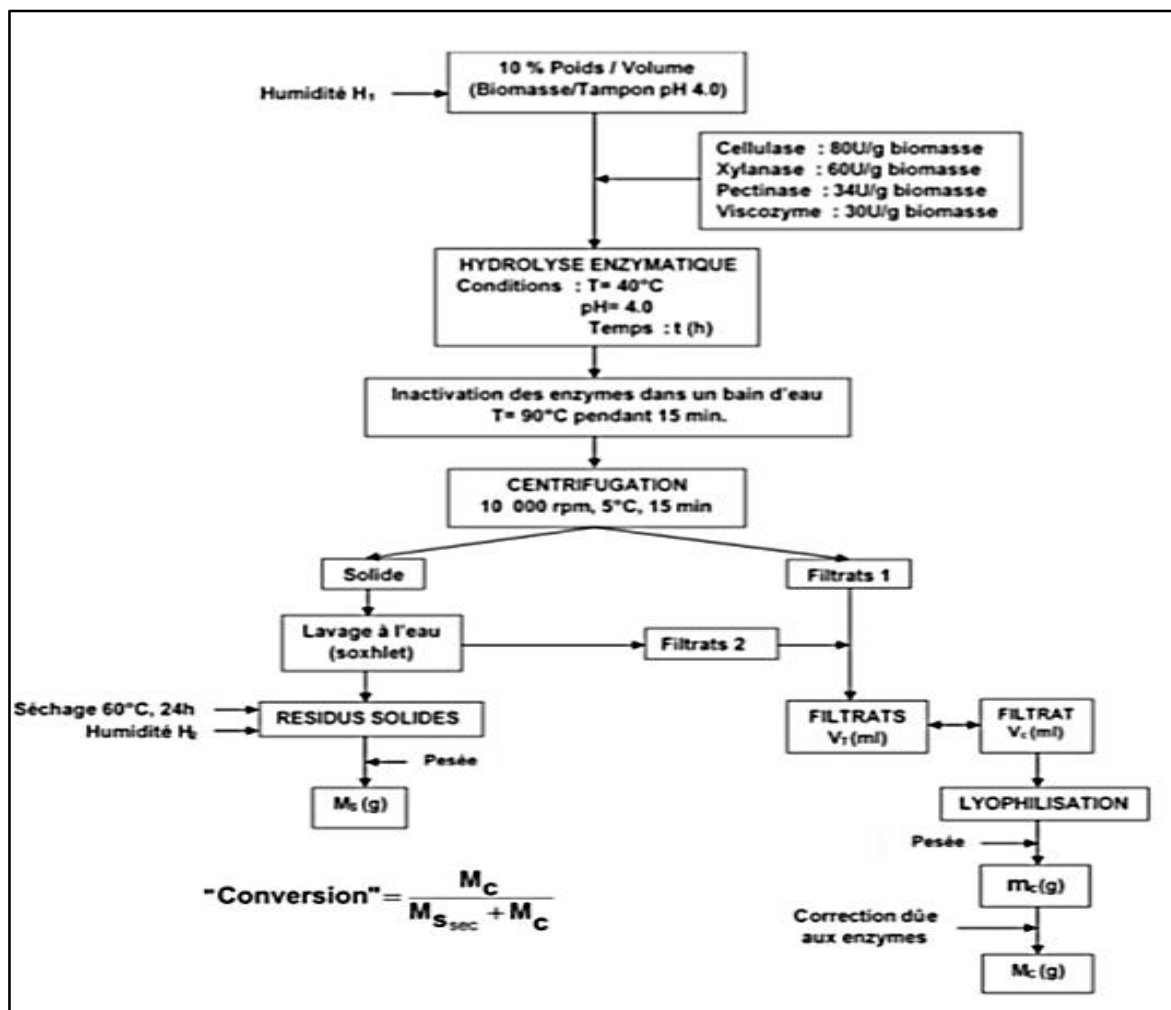 10 % Poids / Volume
(Biomasse/Tampon pH 4.0)
Humidité H₁
Cellulase : 80U/g biomasse
Xylanase : 60U/g biomasse
Pectinase : 34U/g biomasse
Viscozyme : 30U/g biomasse
HYDROLYSE ENZYMATIQUE
Conditions : T= 40°C
pH= 4.0
Temps : t (h)
Inactivation des enzymes dans un bain d'eau
T= 90°C pendant 15 min.
CENTRIFUGATION
10 000 rpm, 5°C, 15 min
Solide
Filtrats 1
Lavage à l'eau
(soxhlet)
Filtrats 2
Séchage 60°C, 24h
Humidité H₂
RESIDUS SOLIDES
FILTRATS
V_T (ml)
FILTRAT
V_c (ml)
Pesée
M_S (g)
LYOPHILISATION
Pesée
m_c (g)
"Conversion" = M_C / (M_S_sec + M_C)
Correction dûe
aux enzymes
M_C (g)